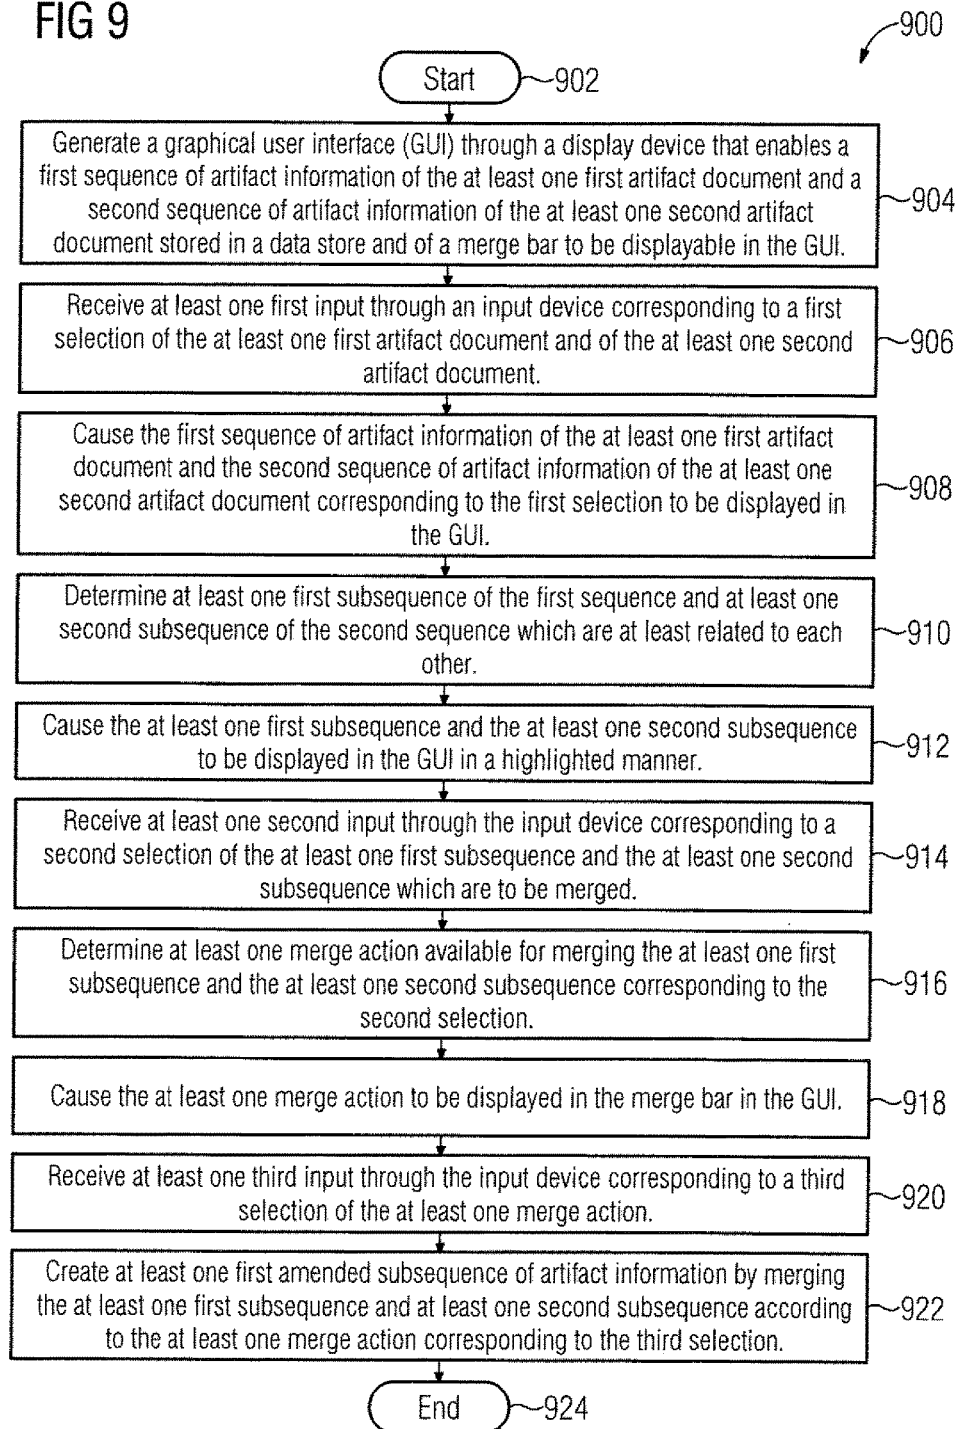 FIG 9
900
Start
902
Generate a graphical user interface (GUI) through a display device that enables a
first sequence of artifact information of the at least one first artifact document and a
second sequence of artifact information of the at least one second artifact
document stored in a data store and of a merge bar to be displayable in the GUI.
904
Receive at least one first input through an input device corresponding to a first
selection of the at least one first artifact document and of the at least one second
artifact document.
906
Cause the first sequence of artifact information of the at least one first artifact
document and the second sequence of artifact information of the at least one
second artifact document corresponding to the first selection to be displayed in
the GUI.
908
Determine at least one first subsequence of the first sequence and at least one
second subsequence of the second sequence which are at least related to each
other.
910
Cause the at least one first subsequence and the at least one second subsequence
to be displayed in the GUI in a highlighted manner.
912
Receive at least one second input through the input device corresponding to a
second selection of the at least one first subsequence and the at least one second
subsequence which are to be merged.
914
Determine at least one merge action available for merging the at least one first
subsequence and the at least one second subsequence corresponding to the
second selection.
916
Cause the at least one merge action to be displayed in the merge bar in the GUI.
918
Receive at least one third input through the input device corresponding to a third
selection of the at least one merge action.
920
Create at least one first amended subsequence of artifact information by merging
the at least one first subsequence and at least one second subsequence according
to the at least one merge action corresponding to the third selection.
922
End
924